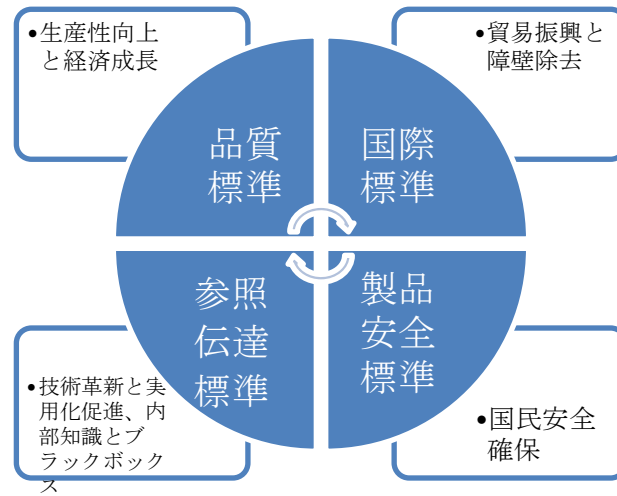 •生産性向上
と経済成長
•貿易振興と
障壁除去
品質
標準
国際
標準
参照
伝達
標準
製品
安全
標準
•技術革新と実
用化促進、内
部知識とブ
ラックボック
ス
•国民安全
確保